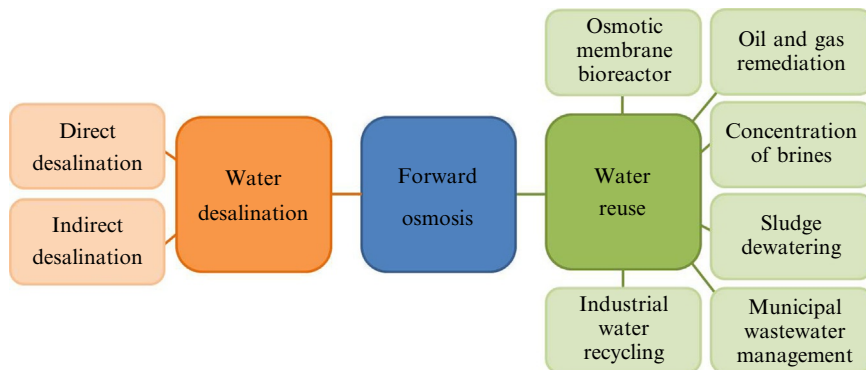 Direct
desalination
Indirect
desalination
Water
desalination
Forward
osmosis
Water
reuse
Osmotic
membrane
bioreactor
Oil and gas
remediation
Concentration
of brines
Sludge
dewatering
Municipal
wastewater
management
Industrial
water
recycling